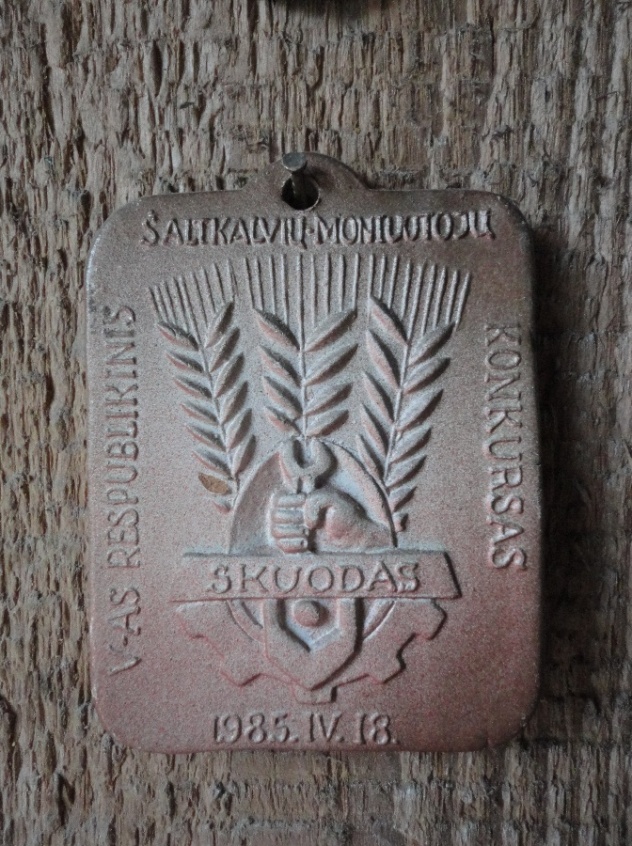 V-AS RESPUBLIKINIS
ŠALTKALVIŲ-MONTUOTOJŲ
KONKURSAS
SKUODAS
1985.IV.18.